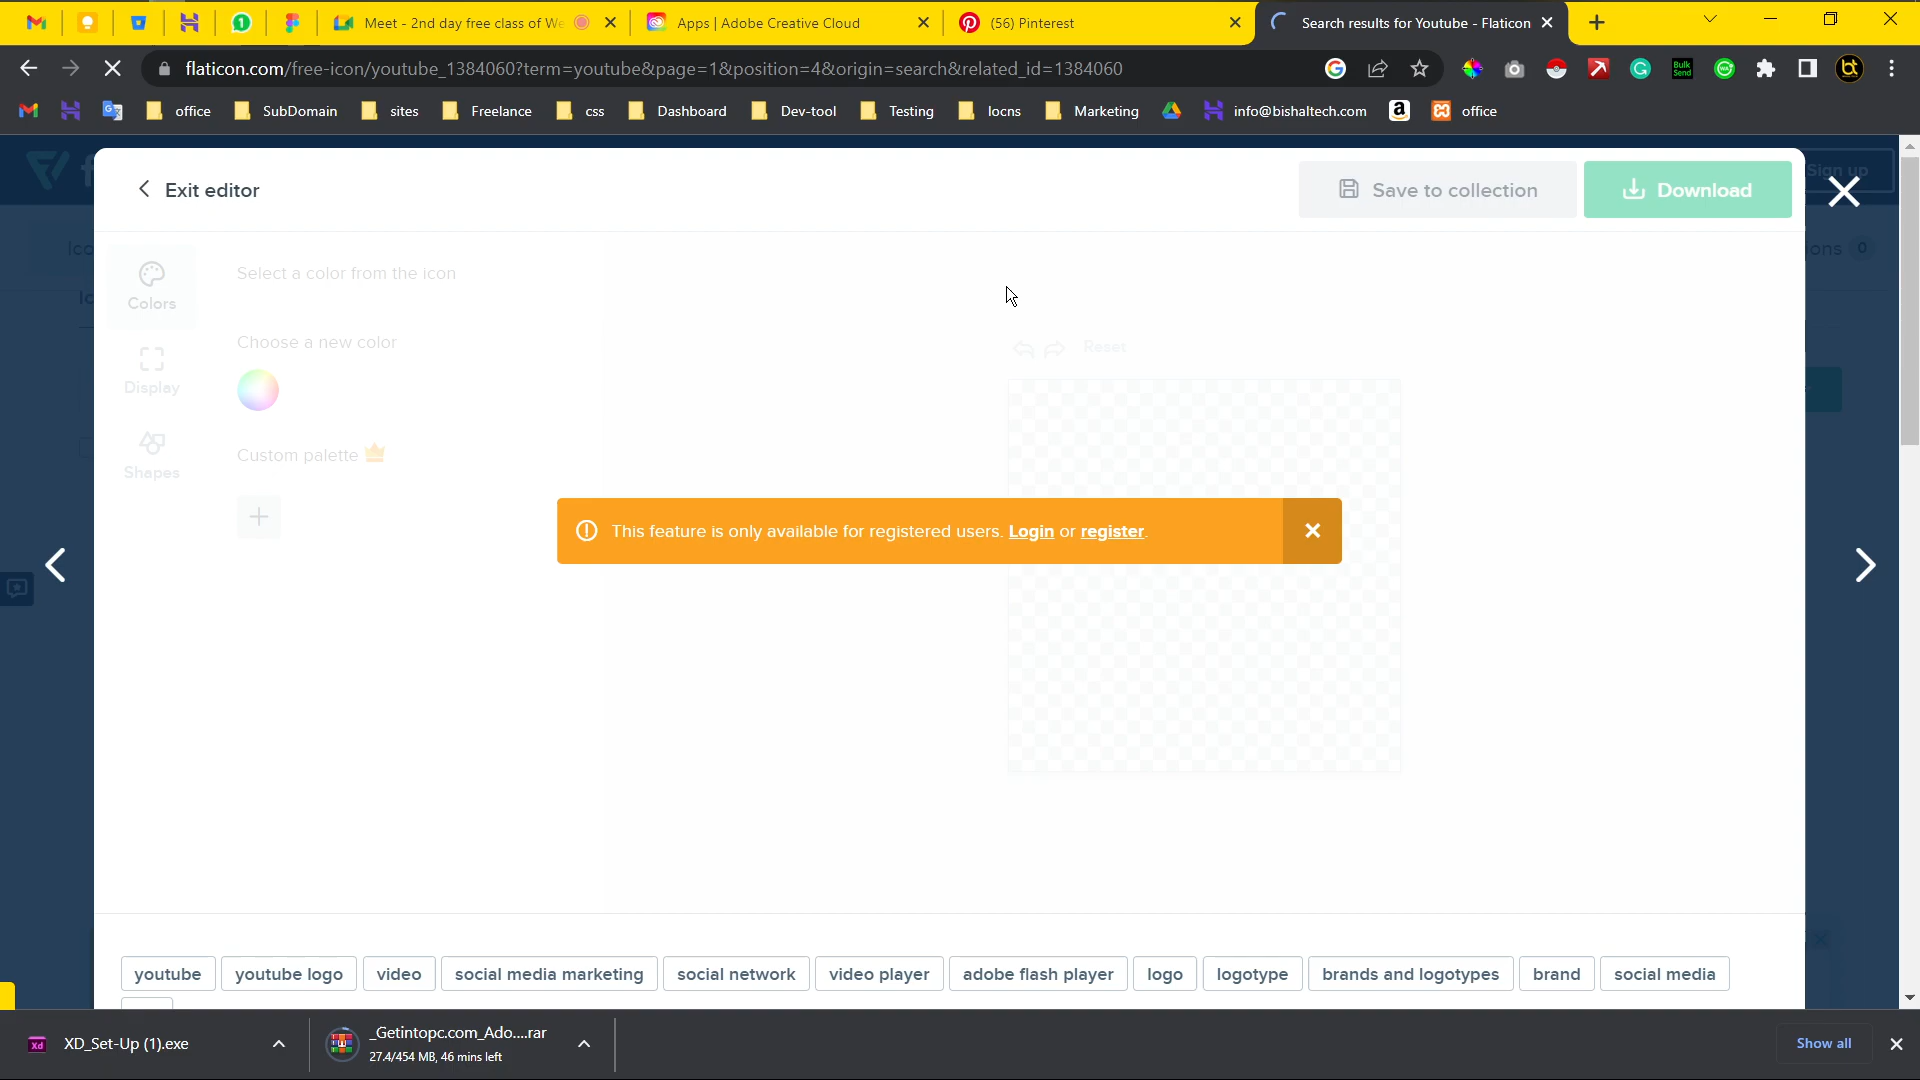 Meet - 2nd day free class of We
Apps | Adobe Creative Cloud
(56) Pinterest
Search results for Youtube - Flaticon
flaticon.com/free-icon/youtube_1384060?term=youtube&page=1&position=4&origin=search&related_id=1384060
office
SubDomain
sites
Freelance
css
Dashboard
Dev-tool
Testing
locns
Marketing
info@bishaltech.com
office
Exit editor
Save to collection
Download
Sign up
Colors
Select a color from the icon
Choose a new color
Reset
Display
Custom palette
Shapes
This feature is only available for registered users. Login or register.
youtube
youtube logo
video
social media marketing
social network
video player
adobe flash player
logo
logotype
brands and logotypes
brand
social media
XD_Set-Up (1).exe
_Getintopc.com_Ado....rar
27.4/454 MB, 46 mins left
Show all